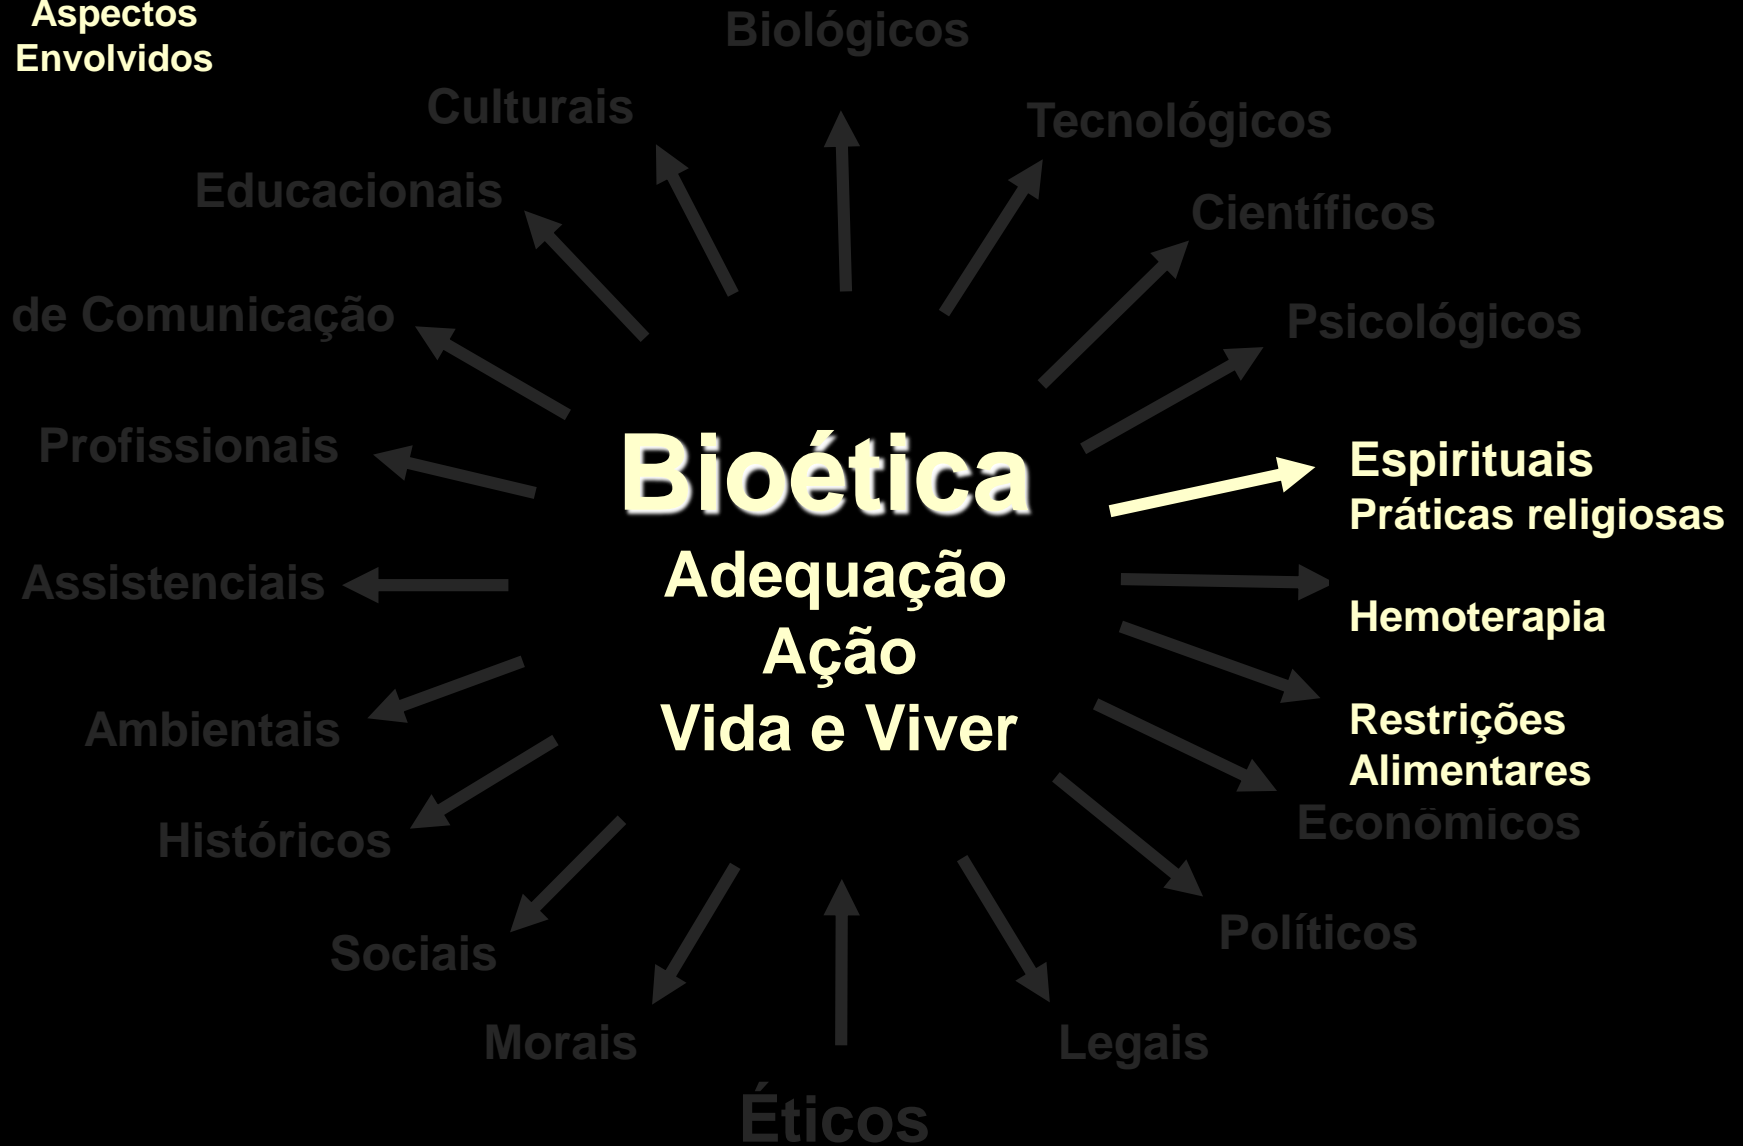 Aspectos
Envolvidos
Biológicos
Culturais
Tecnológicos
Educacionais
Científicos
de Comunicação
Psicológicos
Profissionais
Bioética
Espirituais
Práticas religiosas
Adequação
Assistenciais
Hemoterapia
Ação
Ambientais
Vida e Viver
Restrições
Alimentares
Econômicos
Históricos
Políticos
Sociais
Morais
Legais
Éticos